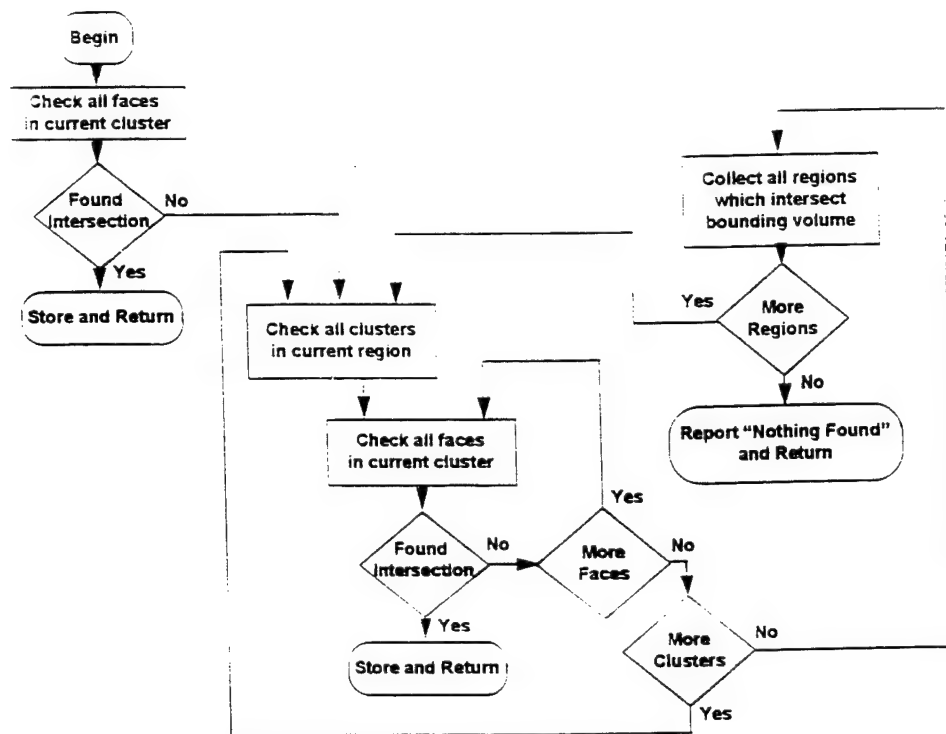 Begin
Check all faces
in current cluster
Found
Intersection
No
Yes
Store and Return
Collect all regions
which intersect
bounding volume
Yes
More
Regions
No
Report "Nothing Found"
and Return
Check all clusters
in current region
Check all faces
in current cluster
Found
Intersection
No
Yes
Store and Return
Yes
More
Faces
No
More
Clusters
No
Yes